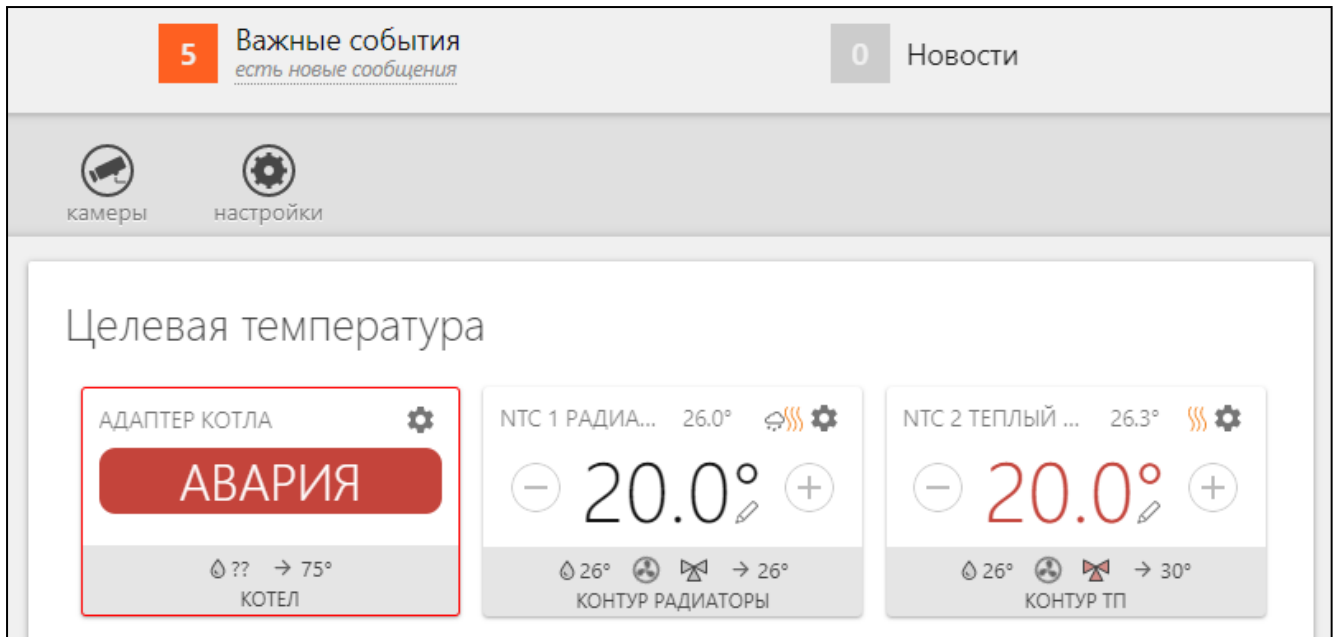 5 Важные события
есть новые сообщения
0 Новости
камеры настройки
Целевая температура
АДАПТЕР КОТЛА
АВАРИЯ
?? → 75°
КОТЕЛ
NTC 1 РАДИА... 26.0°
20.0°
26° → 26°
КОНТУР РАДИАТОРЫ
NTC 2 ТЕПЛЫЙ ... 26.3°
20.0°
26° → 30°
КОНТУР ТП